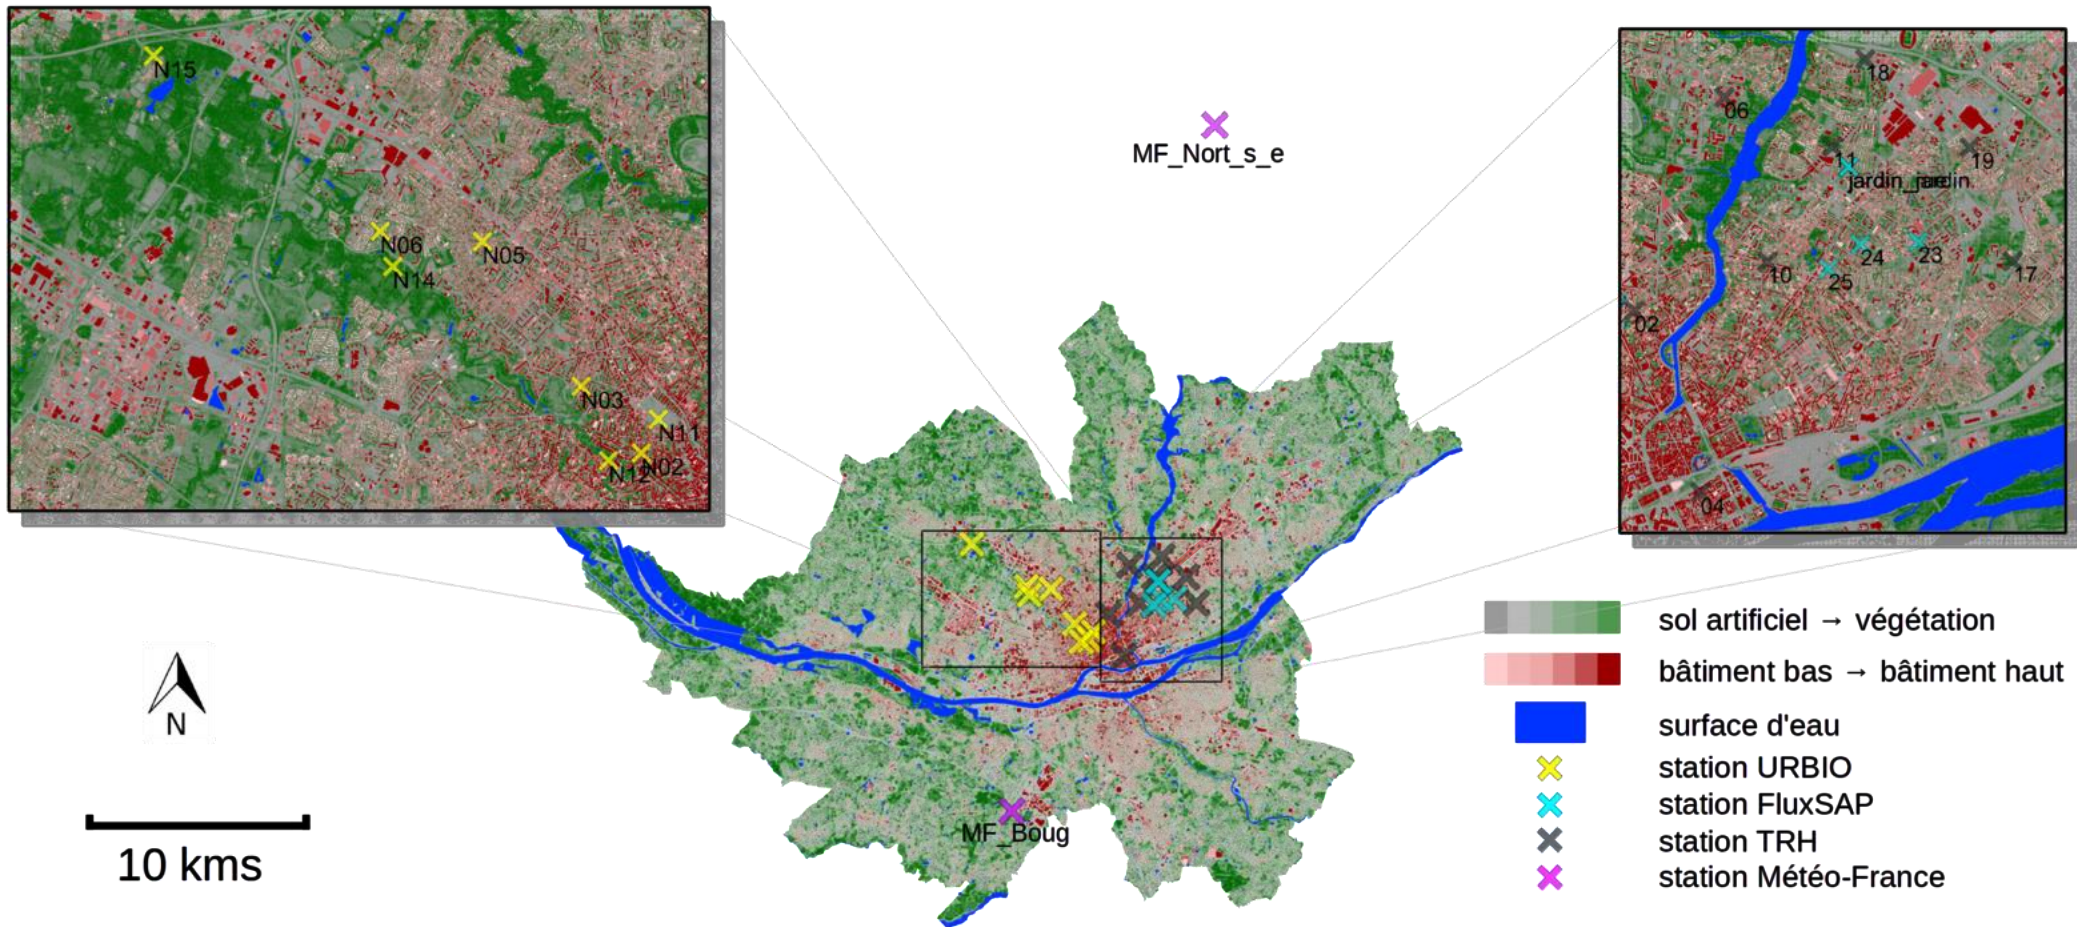 N15
N06
N05
N14
N03
N11
N02
N12
MF_Nort_s_e
18
06
11
19
24
23
10
25
17
02
04
MF_Boug
N
10 kms
sol artificiel → végétation
bâtiment bas → bâtiment haut
surface d'eau
station URBIO
station FluxSAP
station TRH
station Météo-France